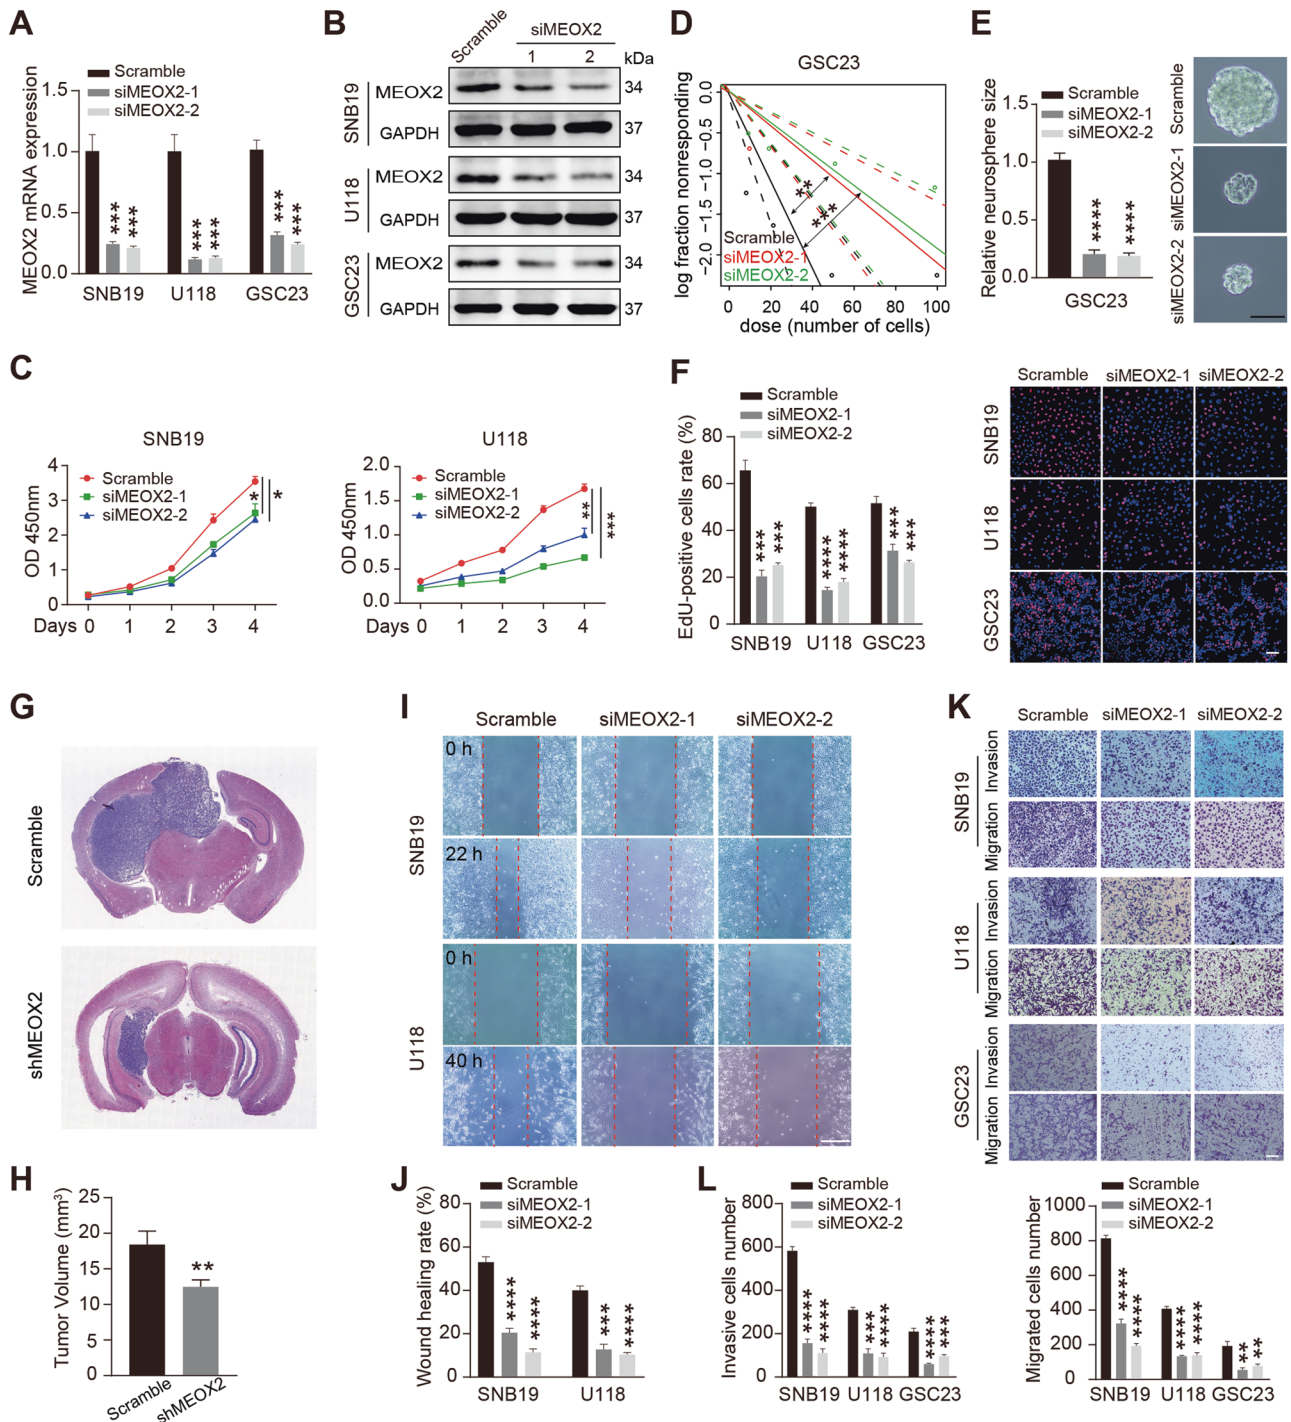 A
Scramble
siMEOX2-1
siMEOX2-2
MEOX2 mRNA expression
1.5
1.0
0.5
0.0
*** *** *** *** *** ***
SNB19 U118 GSC23
B
Scramble
siMEOX2
1 2 kDa
SNB19
MEOX2 34
GAPDH 37
U118
MEOX2 34
GAPDH 37
GSC23
MEOX2 34
GAPDH 37
D
GSC23
log fraction nonresponding
0.0
-0.5
-1.0
-1.5
-2.0
**
***
Scramble
siMEOX2-1
siMEOX2-2
0 20 40 60 80 100
dose (number of cells)
E
Relative neurosphere size
Scramble
siMEOX2-1
siMEOX2-2
1.5
1.0
0.5
0.0
**** ****
GSC23
Scramble
siMEOX2-1
siMEOX2-2
C
SNB19
OD 450nm
4
3
2
1
0
Scramble
siMEOX2-1
siMEOX2-2
* *
Days 0 1 2 3 4
U118
OD 450nm
2.0
1.5
1.0
0.5
0.0
Scramble
siMEOX2-1
siMEOX2-2
** ***
Days 0 1 2 3 4
F
Scramble
siMEOX2-1
siMEOX2-2
EdU-positive cells rate (%)
80
60
40
20
0
*** *** **** **** *** ***
SNB19 U118 GSC23
Scramble siMEOX2-1 siMEOX2-2
SNB19
U118
GSC23
G
Scramble
shMEOX2
H
Tumor Volume (mm³)
25
20
15
10
5
0
**
Scramble
shMEOX2
I
Scramble siMEOX2-1 siMEOX2-2
SNB19
0 h
22 h
U118
0 h
40 h
J
Scramble
siMEOX2-1
siMEOX2-2
Wound healing rate (%)
80
60
40
20
0
**** **** *** ****
SNB19 U118
K
Scramble siMEOX2-1 siMEOX2-2
SNB19
Invasion
Migration
U118
Invasion
Migration
GSC23
Invasion
Migration
L
Scramble
siMEOX2-1
siMEOX2-2
Invasive cells number
800
600
400
200
0
**** **** *** **** **** ***
SNB19 U118 GSC23
Scramble
siMEOX2-1
siMEOX2-2
Migrated cells number
1000
800
600
400
200
0
**** **** **** **** ** **
SNB19 U118 GSC23